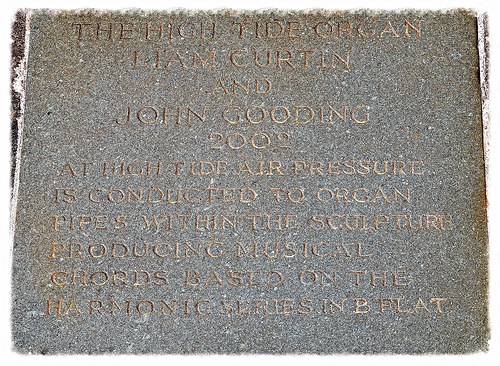 THE HIGH TIDE ORGAN
LIAM CURTIN
AND
JOHN GOODING
2002
AT HIGH TIDE AIR PRESSURE
IS CONDUCTED TO ORGAN
PIPES WITHIN THE SCULPTURE
PRODUCING MUSICAL
CHORDS BASED ON THE
HARMONIC SERIES IN B FLAT